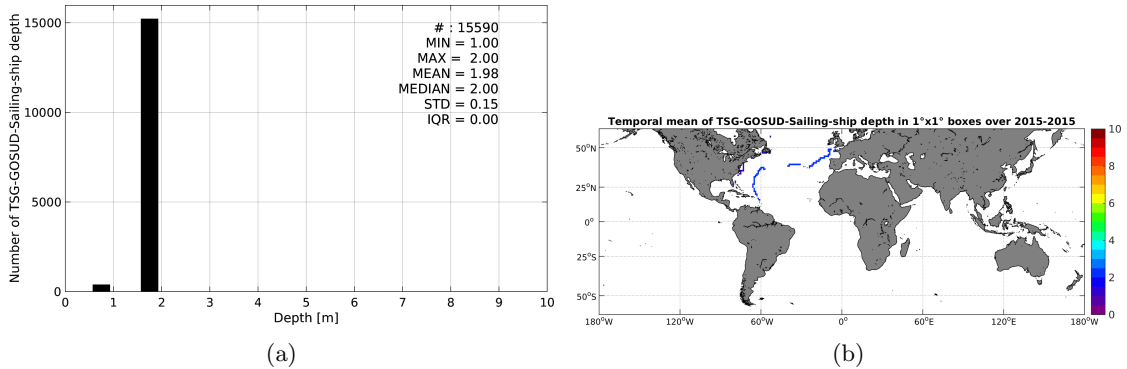 Number of TSG-GOSUD-Sailing-ship depth
15000
10000
5000
0
# : 15590
MIN = 1.00
MAX = 2.00
MEAN = 1.98
MEDIAN = 2.00
STD = 0.15
IQR = 0.00
0 1 2 3 4 5 6 7 8 9 10
Depth [m]
(a)
Temporal mean of TSG-GOSUD-Sailing-ship depth in 1°x1° boxes over 2015-2015
50°N
25°N
0°
25°S
50°S
180°W 120°W 60°W 0° 60°E 120°E 180°W
10
8
6
4
2
0
(b)